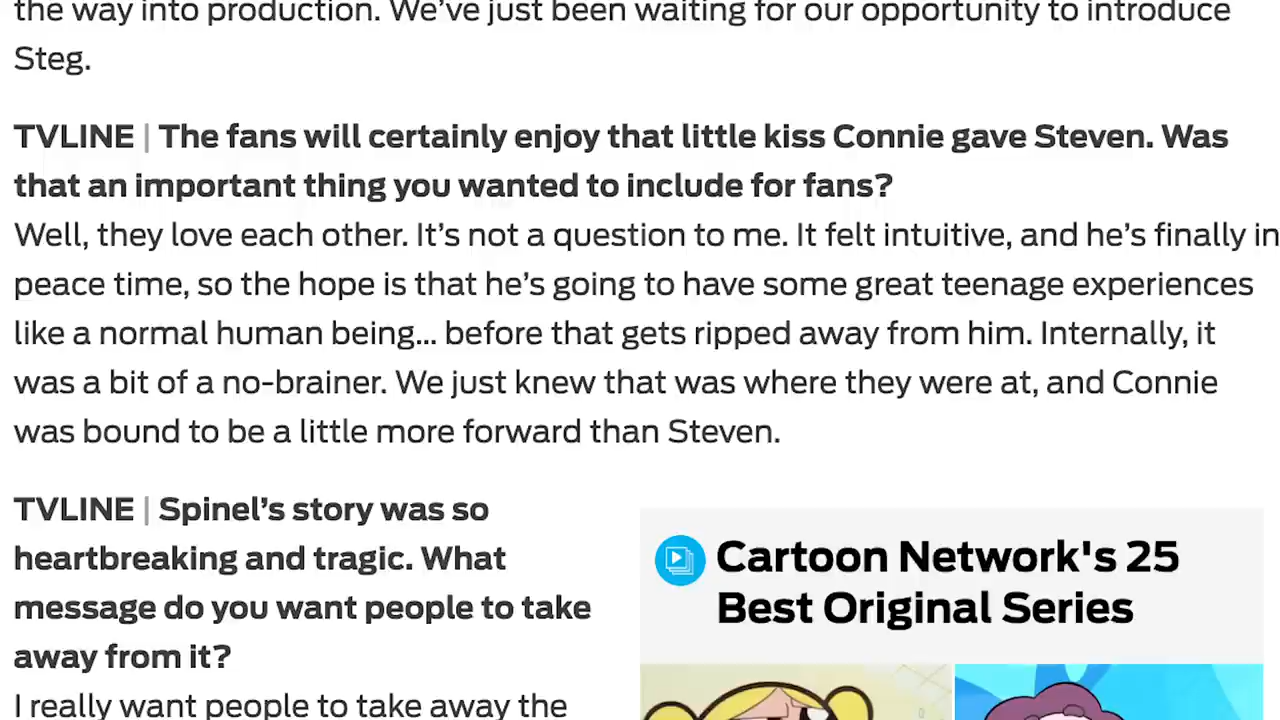 the way into production. We’ve just been waiting for our opportunity to introduce
Steg.
TVLINE | The fans will certainly enjoy that little kiss Connie gave Steven. Was
that an important thing you wanted to include for fans?
Well, they love each other. It’s not a question to me. It felt intuitive, and he’s finally in
peace time, so the hope is that he’s going to have some great teenage experiences
like a normal human being... before that gets ripped away from him. Internally, it
was a bit of a no-brainer. We just knew that was where they were at, and Connie
was bound to be a little more forward than Steven.
TVLINE | Spinel’s story was so
heartbreaking and tragic. What
message do you want people to take
away from it?
I really want people to take away the
Cartoon Network's 25
Best Original Series